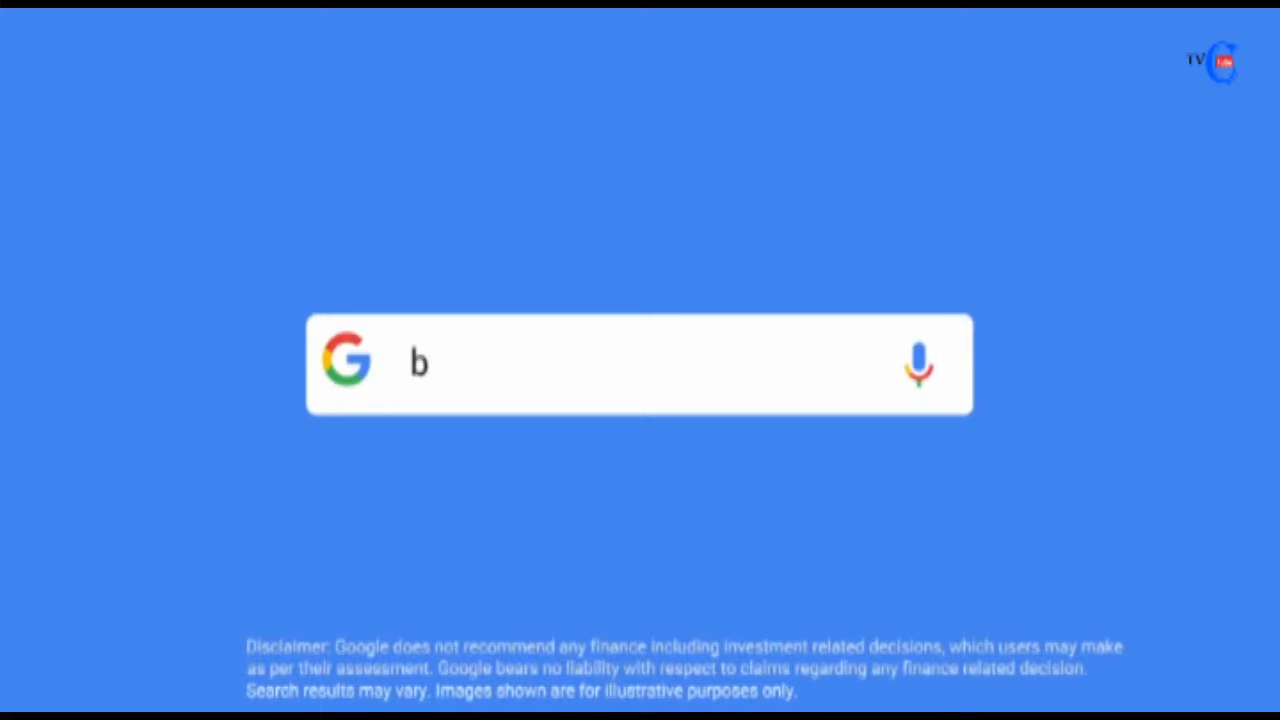 TV
b
Disclaimer: Google does not recommend any finance including investment related decisions, which users may make
as per their assessment. Google bears no liability with respect to claims regarding any finance related decision.
Search results may vary. Images shown are for illustrative purposes only.